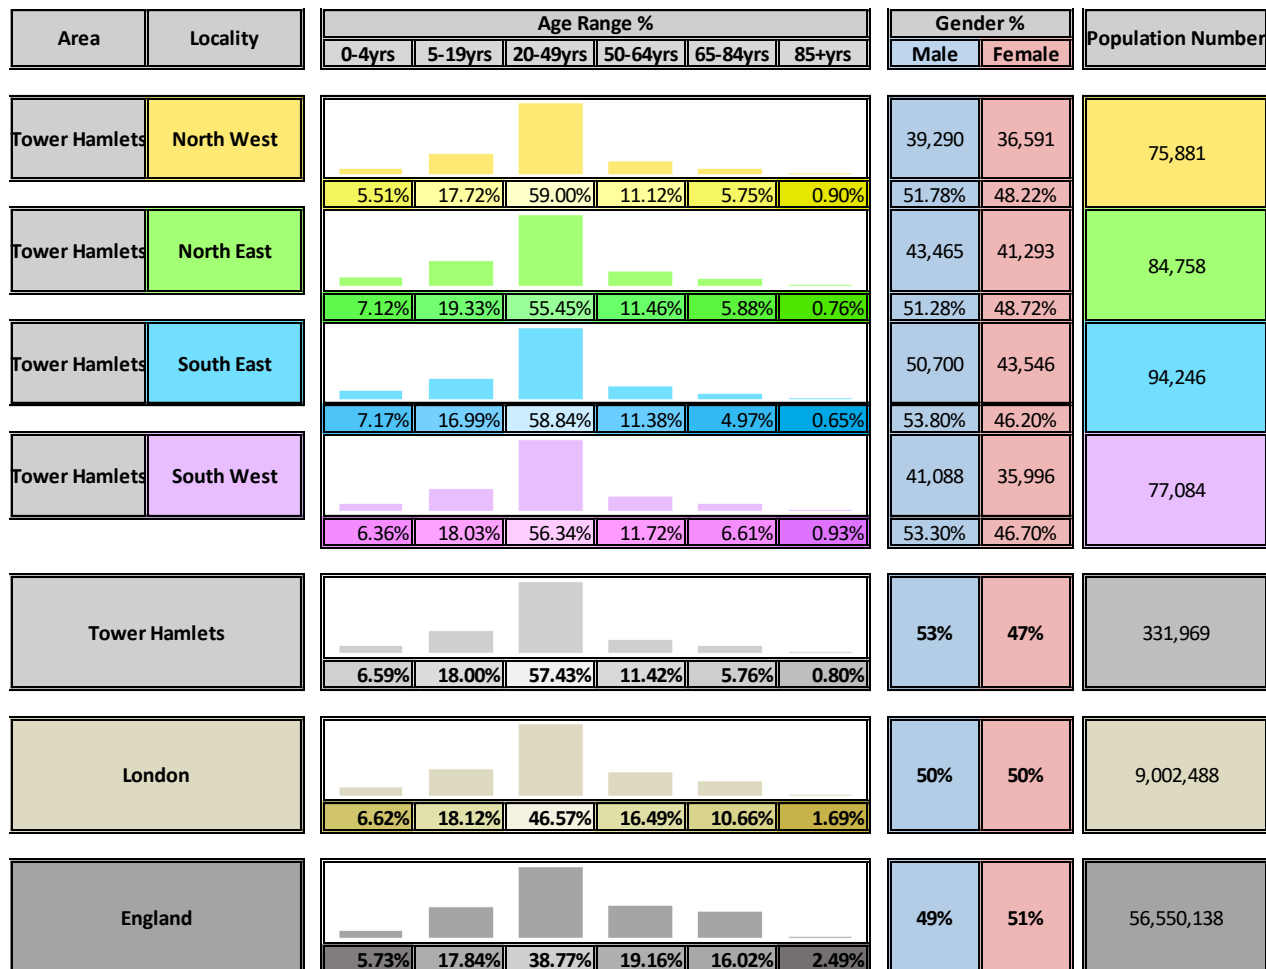 Area Locality Age Range % Gender % Population Number
0-4yrs 5-19yrs 20-49yrs 50-64yrs 65-84yrs 85+yrs Male Female
Tower Hamlets North West 39,290 36,591 75,881
5.51% 17.72% 59.00% 11.12% 5.75% 0.90% 51.78% 48.22%
Tower Hamlets North East 43,465 41,293 84,758
7.12% 19.33% 55.45% 11.46% 5.88% 0.76% 51.28% 48.72%
Tower Hamlets South East 50,700 43,546 94,246
7.17% 16.99% 58.84% 11.38% 4.97% 0.65% 53.80% 46.20%
Tower Hamlets South West 41,088 35,996 77,084
6.36% 18.03% 56.34% 11.72% 6.61% 0.93% 53.30% 46.70%
Tower Hamlets 53% 47% 331,969
6.59% 18.00% 57.43% 11.42% 5.76% 0.80%
London 50% 50% 9,002,488
6.62% 18.12% 46.57% 16.49% 10.66% 1.69%
England 49% 51% 56,550,138
5.73% 17.84% 38.77% 19.16% 16.02% 2.49%